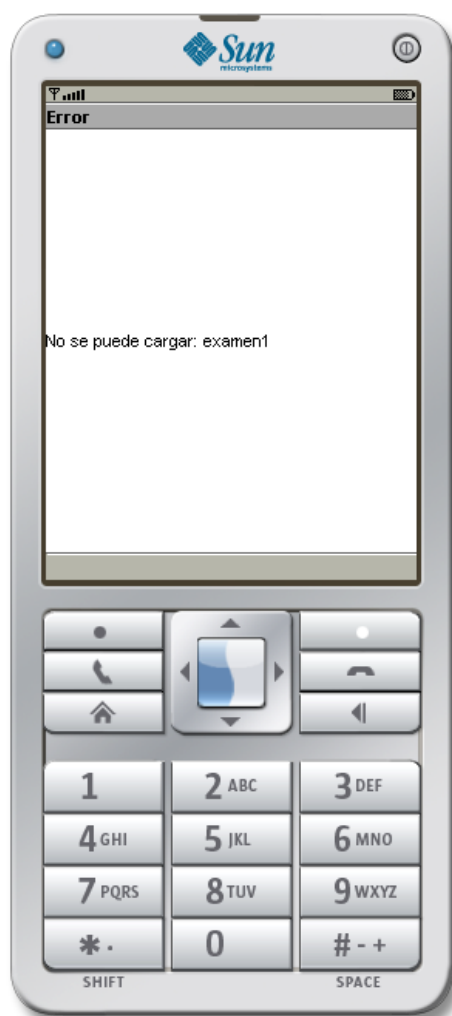 Sun
microsystems
Error
No se puede cargar: examen1
1
2 ABC
3 DEF
4 GHI
5 JKL
6 MNO
7 PQRS
8 TUV
9 WXYZ
* .
0
# - +
SHIFT
SPACE